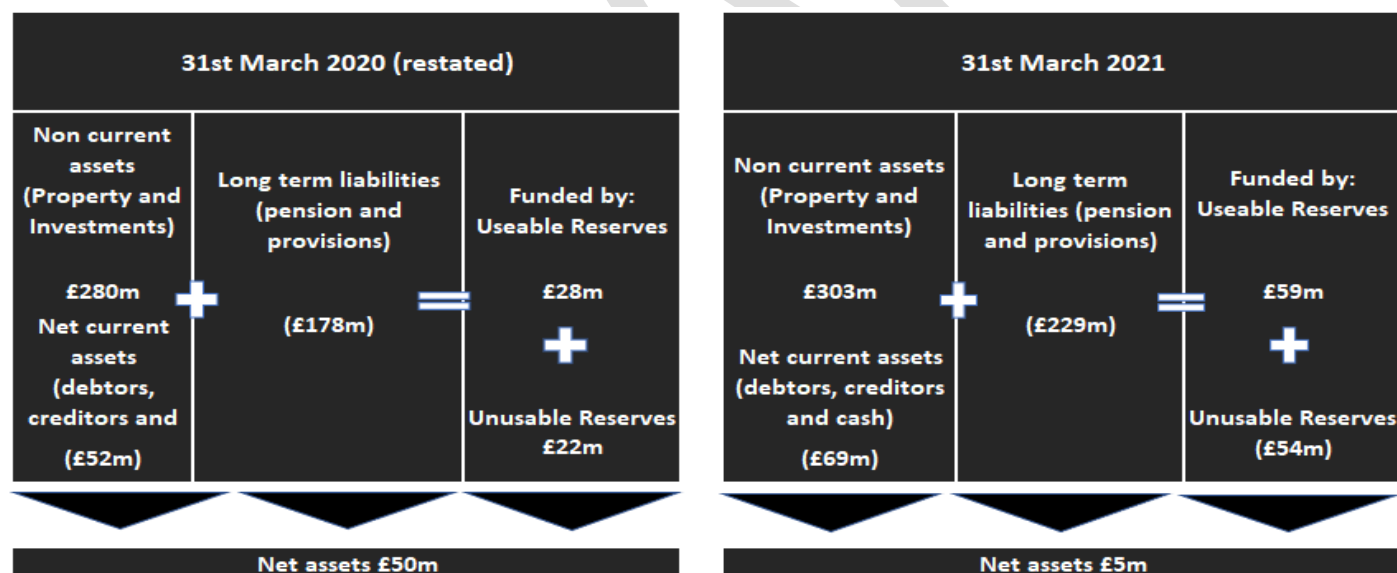 31st March 2020 (restated)
Non current
assets
(Property and
Investments)
£280m
Net current
assets
(debtors,
creditors and
(£52m)
Long term liabilities
(pension and
provisions)
(£178m)
Funded by:
Useable Reserves
£28m
Unusable Reserves
£22m
Net assets £50m
31st March 2021
Non current assets
(Property and
Investments)
£303m
Net current assets
(debtors, creditors
and cash)
(£69m)
Long term
liabilities (pension
and provisions)
(£229m)
Funded by:
Useable Reserves
£59m
Unusable Reserves
(£54m)
Net assets £5m